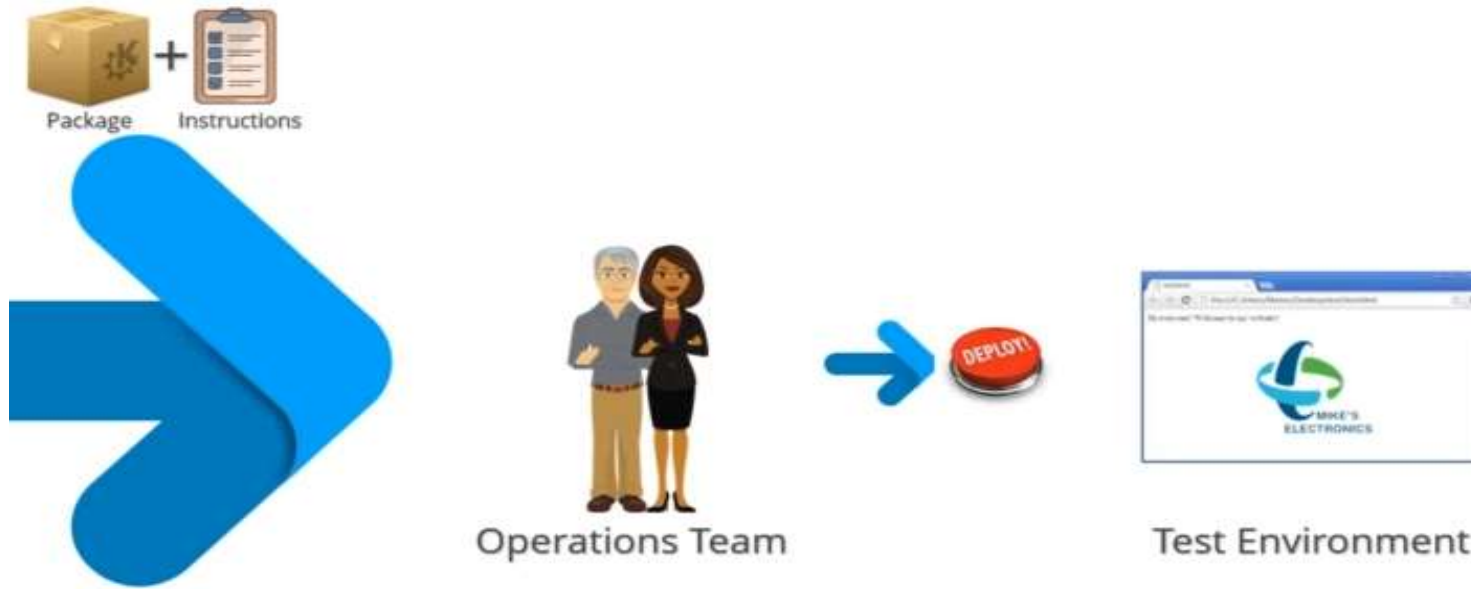 Package
Instructions
DEPLOY!
MIKE'S
ELECTRONICS
Operations Team
Test Environment